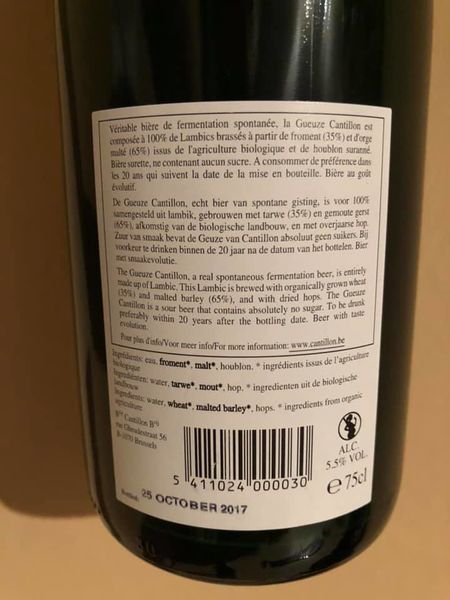 Véritable bière de fermentation spontanée, la Gueuze Cantillon est
composée à 100% de Lambics brassés à partir de froment (35%) et d'orge
malté (65%) issus de l'agriculture biologique et de houblon suranné.
Bière surette, ne contenant aucun sucre. A consommer de préférence dans
les 20 ans qui suivent la date de la mise en bouteille. Bière au goût
évolutif.
De Gueuze Cantillon, echt bier van spontane gisting, is voor 100%
samengesteld uit lambik, gebrouwen met tarwe (35%) en gemoute gerst
(65%), afkomstig van de biologische landbouw, en met overjaarse hop.
Zuur van smaak bevat de Geuze van Cantillon absoluut geen suikers. Bij
voorkeur te drinken binnen de 20 jaar na de datum van het bottelen. Bier
met smaakevolutie.
The Gueuze Cantillon, a real spontaneous fermentation beer, is entirely
made up of Lambic. This Lambic is brewed with organically grown wheat
(35%) and malted barley (65%), and with dried hops. The Gueuze
Cantillon is a sour beer that contains absolutely no sugar. To be drunk
preferably within 20 years after the bottling date. Beer with taste
evolution.
Pour plus d'info/Voor meer info/For more information: www.cantillon.be
Ingrédients: eau, froment*, malt*, houblon. * ingrédients issus de l'agriculture
biologique
Ingrediënten: water, tarwe*, mout*, hop. * ingredienten uit de biologische
landbouw
Ingredients: water, wheat*, malted barley*, hops. * ingredients from organic
agriculture
Cantillon
rue Gheudestraat 56
B-1070 Brussels
ALC.
5,5% VOL.
e 75cl
5 411024 000030
Bottled: 25 OCTOBER 2017